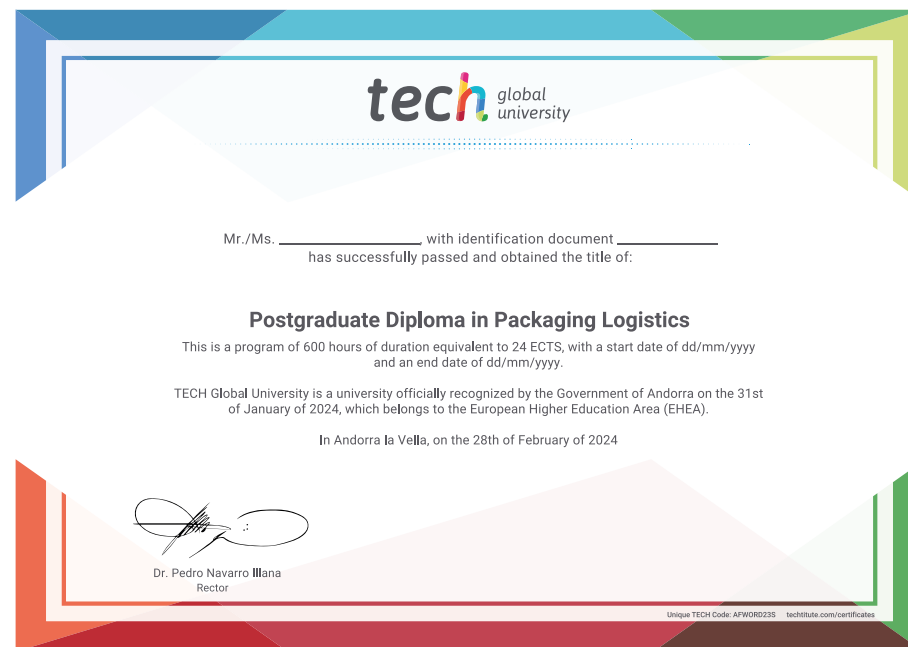 tech global university
Mr./Ms. ______________, with identification document __________
has successfully passed and obtained the title of:
Postgraduate Diploma in Packaging Logistics
This is a program of 600 hours of duration equivalent to 24 ECTS, with a start date of dd/mm/yyyy
and an end date of dd/mm/yyyy.
TECH Global University is a university officially recognized by the Government of Andorra on the 31st
of January of 2024, which belongs to the European Higher Education Area (EHEA).
In Andorra la Vella, on the 28th of February of 2024
Dr. Pedro Navarro Illana
Rector
Unique TECH Code: AFWORD23S techtitute.com/certificates